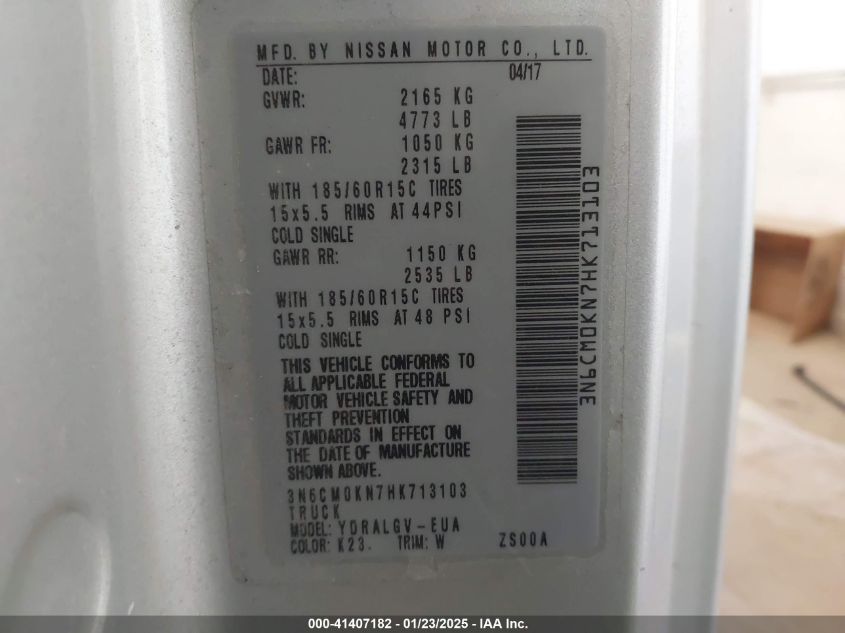 MFD. BY NISSAN MOTOR CO., LTD.
DATE: 04/17
GVWR: 2165 KG
4773 LB
GAWR FR: 1050 KG
2315 LB
WITH 185/60R15C TIRES
15x5.5 RIMS AT 44PSI
COLD SINGLE
GAWR RR: 1150 KG
2535 LB
WITH 185/60R15C TIRES
15x5.5 RIMS AT 48 PSI
COLD SINGLE
THIS VEHICLE CONFORMS TO
ALL APPLICABLE FEDERAL
MOTOR VEHICLE SAFETY AND
THEFT PREVENTION
STANDARDS IN EFFECT ON
THE DATE OF MANUFACTURE
SHOWN ABOVE.
3N6CM0KN7HK713103
TRUCK
MODEL: YDRALGV-EUA
COLOR: K23. TRIM: W ZS00A
3N6CM0KN7HK713103
000-41407182 - 01/23/2025 - IAA Inc.